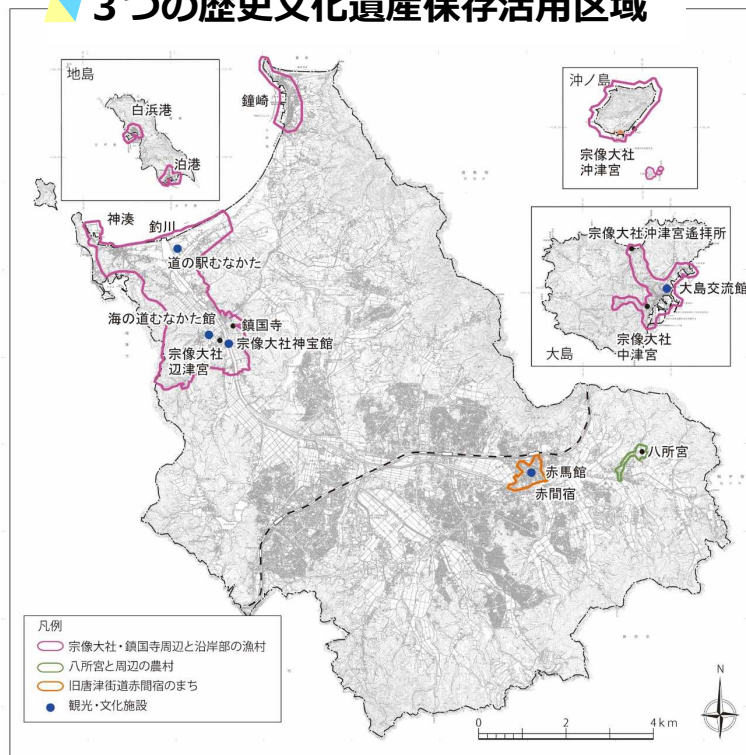 3つの歴史文化遺産保存活用区域
地島
白浜港
泊港
鐘崎
沖ノ島
宗像大社
沖津宮
神湊
釣川
道の駅むなかた
宗像大社沖津宮遙拝所
大島交流館
宗像大社
中津宮
大島
海の道むなかた館
鎮国寺
宗像大社神宝館
宗像大社
辺津宮
八所宮
赤馬館
赤間宿
凡例
宗像大社・鎮国寺周辺と沿岸部の漁村
八所宮と周辺の農村
旧唐津街道赤間宿のまち
観光・文化施設
N
0 2 4km